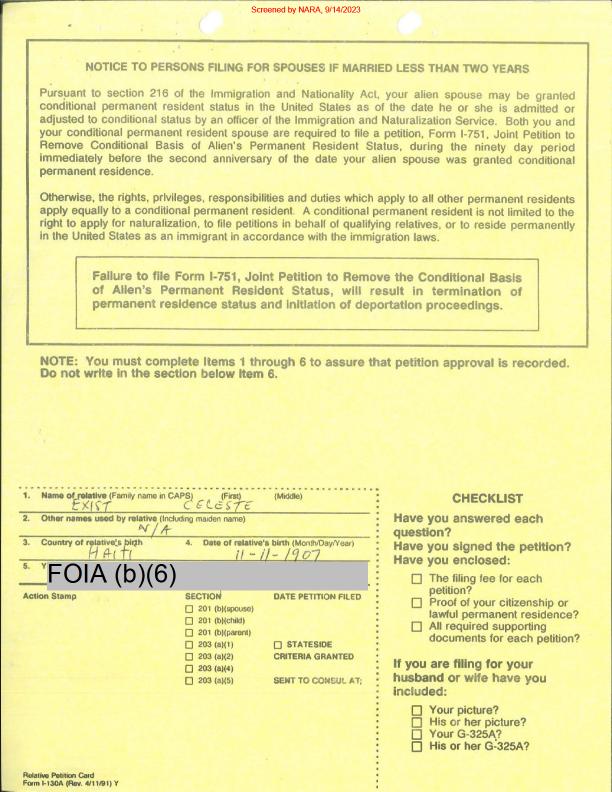 Screened by NARA, 9/14/2023
NOTICE TO PERSONS FILING FOR SPOUSES IF MARRIED LESS THAN TWO YEARS
Pursuant to section 216 of the Immigration and Nationality Act, your alien spouse may be granted
conditional permanent resident status in the United States as of the date he or she is admitted or
adjusted to conditional status by an officer of the Immigration and Naturalization Service. Both you and
your conditional permanent resident spouse are required to file a petition, Form I-751, Joint Petition to
Remove Conditional Basis of Alien's Permanent Resident Status, during the ninety day period
immediately before the second anniversary of the date your alien spouse was granted conditional
permanent residence.
Otherwise, the rights, privileges, responsibilities and duties which apply to all other permanent residents
apply equally to a conditional permanent resident. A conditional permanent resident is not limited to the
right to apply for naturalization, to file petitions in behalf of qualifying relatives, or to reside permanently
in the United States as an immigrant in accordance with the immigration laws.
Failure to file Form I-751, Joint Petition to Remove the Conditional Basis
of Alien's Permanent Resident Status, will result in termination of
permanent residence status and initiation of deportation proceedings.
NOTE: You must complete Items 1 through 6 to assure that petition approval is recorded.
Do not write in the section below Item 6.
1. Name of relative (Family name in CAPS) (First) (Middle)
EXIST CELESTE
2. Other names used by relative (Including maiden name)
N/A
3. Country of relative's birth 4. Date of relative's birth (Month/Day/Year)
HAITI 11-11-1907
5. Y
FOIA (b)(6)
Action Stamp SECTION DATE PETITION FILED
201 (b)(spouse)
201 (b)(child)
201 (b)(parent)
203 (a)(1) STATESIDE
203 (a)(2) CRITERIA GRANTED
203 (a)(4)
203 (a)(5) SENT TO CONSUL AT;
Relative Petition Card
Form I-130A (Rev. 4/11/91) Y
CHECKLIST
Have you answered each
question?
Have you signed the petition?
Have you enclosed:
The filing fee for each
petition?
Proof of your citizenship or
lawful permanent residence?
All required supporting
documents for each petition?
If you are filing for your
husband or wife have you
included:
Your picture?
His or her picture?
Your G-325A?
His or her G-325A?